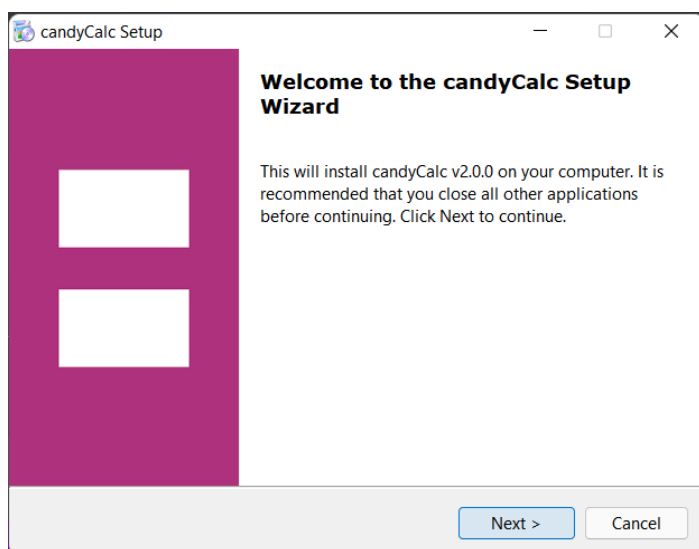 candyCalc Setup
Welcome to the candyCalc Setup
Wizard
This will install candyCalc v2.0.0 on your computer. It is
recommended that you close all other applications
before continuing. Click Next to continue.
Next >
Cancel